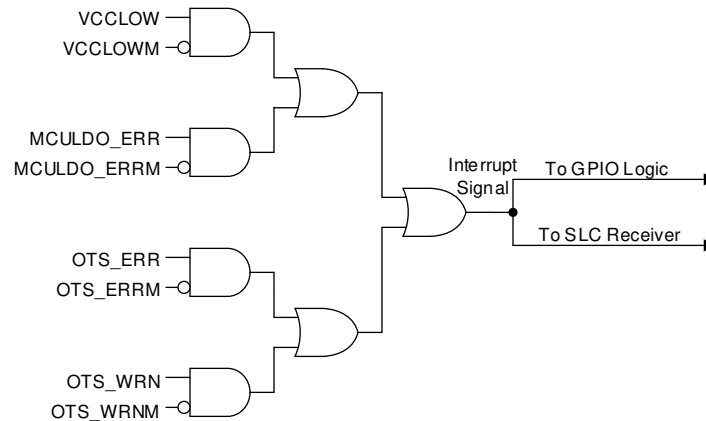 VCCLOW
VCCLOWM
MCULDO_ERR
MCULDO_ERRM
Interrupt
Signal
To GPIO Logic
To SLC Receiver
OTS_ERR
OTS_ERRM
OTS_WRN
OTS_WRNM